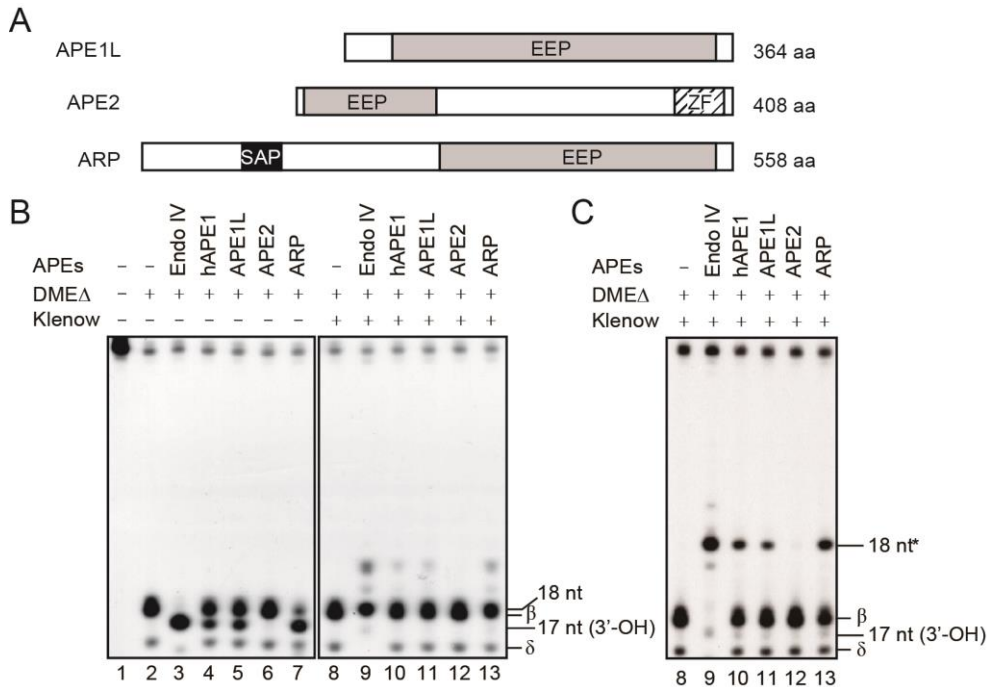 A
APE1L EEP 364 aa
APE2 EEP ZF 408 aa
ARP SAP EEP 558 aa
B
APEs – – Endo IV hAPE1 APE1L APE2 ARP – Endo IV hAPE1 APE1L APE2 ARP
DMEΔ – + + + + + + + + + + + +
Klenow – – – – – – – + + + + + +
18 nt
β
17 nt (3'-OH)
δ
1 2 3 4 5 6 7 8 9 10 11 12 13
C
APEs – Endo IV hAPE1 APE1L APE2 ARP
DMEΔ + + + + + +
Klenow + + + + + +
18 nt*
β
17 nt (3'-OH)
δ
8 9 10 11 12 13